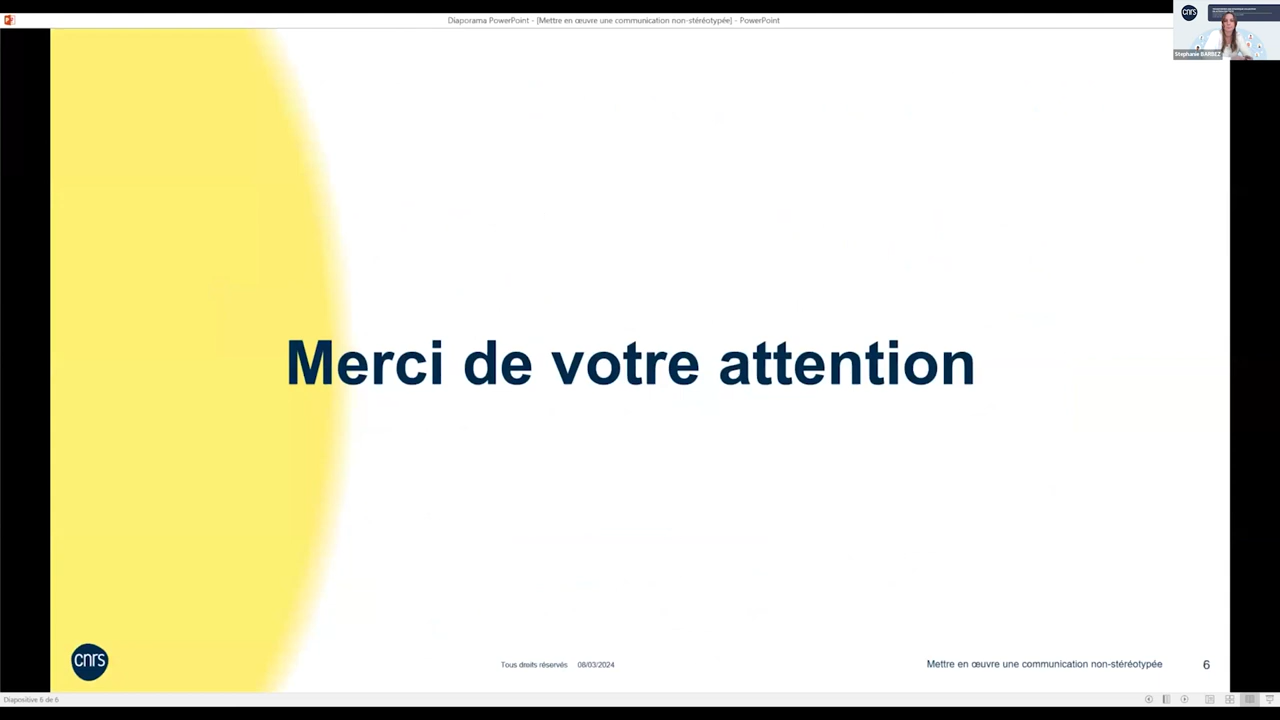 Diaporama PowerPoint - [Mettre en œuvre une communication non-stéréotypée] - PowerPoint
cnrs
Stephanie BARBEZ
Merci de votre attention
cnrs
Tous droits réservés 08/03/2024
Mettre en œuvre une communication non-stéréotypée
6
Diapositive 6 de 6